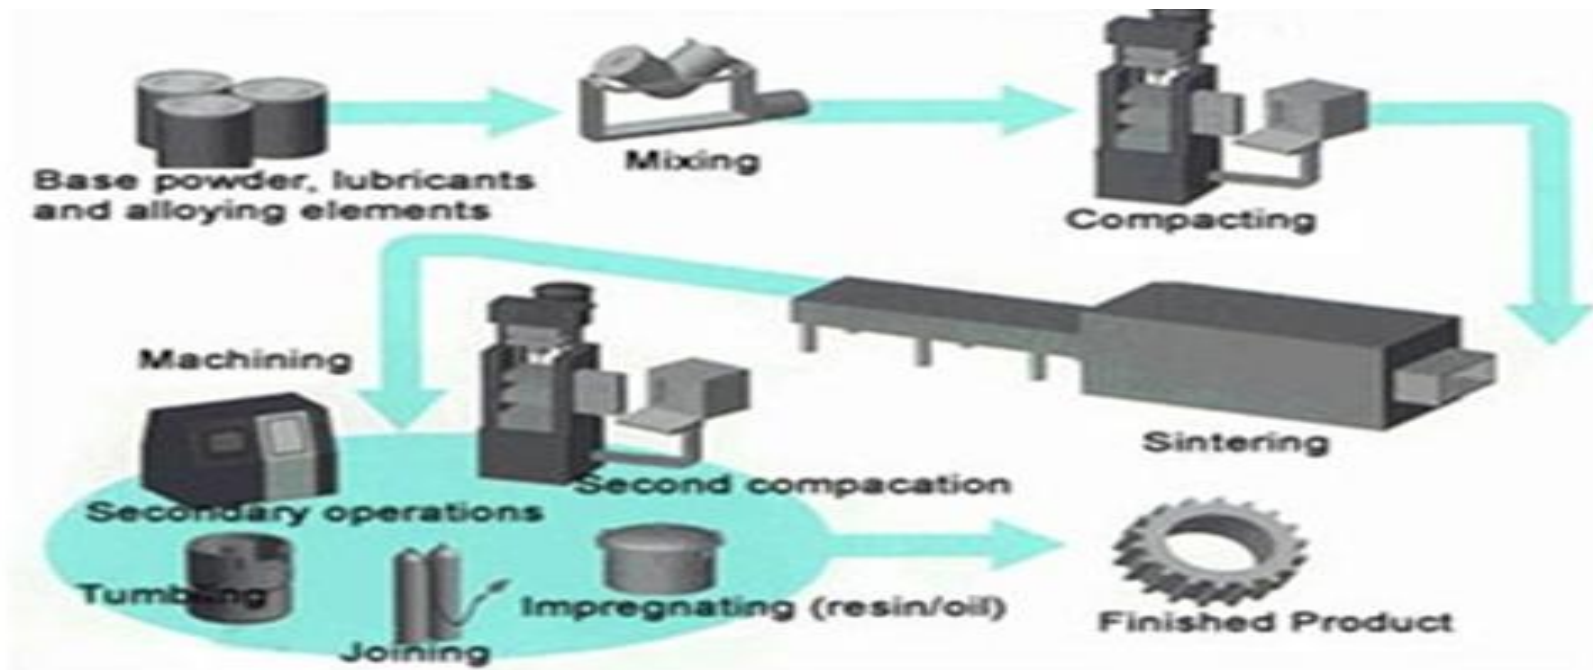 Base powder, lubricants
and alloying elements
Mixing
Compacting
Sintering
Machining
Second compacation
Secondary operations
Tumbling
Joining
Impregnating (resin/oil)
Finished Product